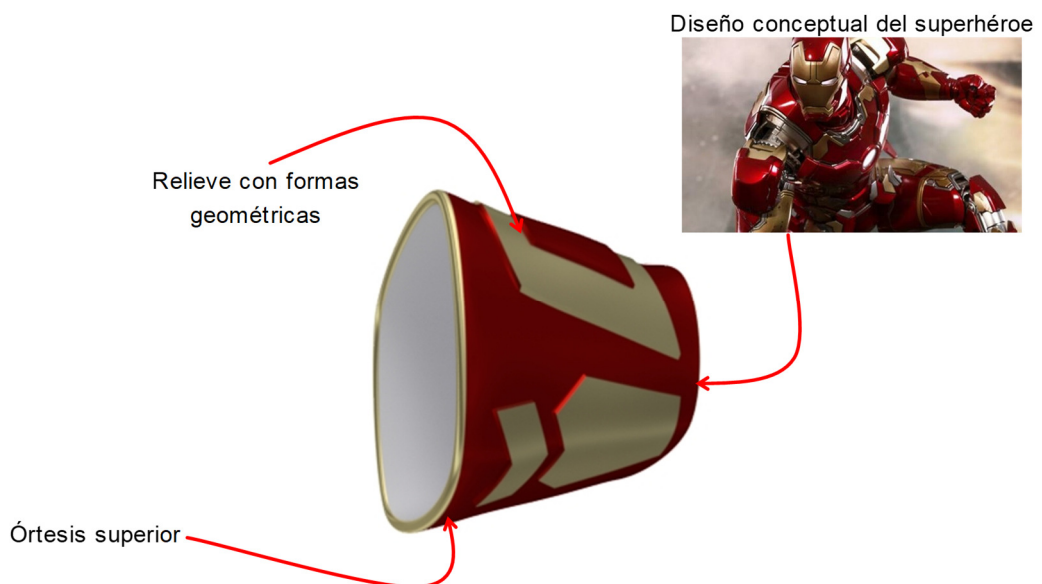 Diseño conceptual del superhéroe
Relieve con formas
geométricas
Órtesis superior